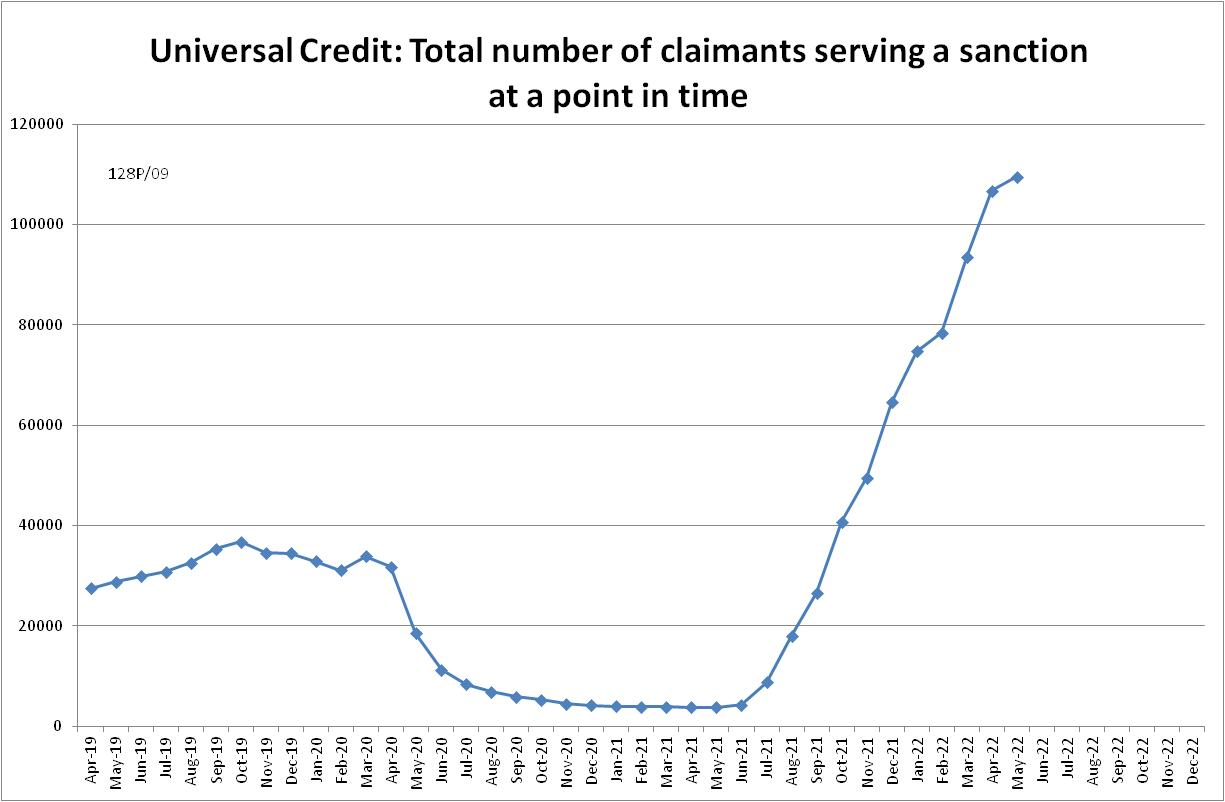 Universal Credit: Total number of claimants serving a sanction
at a point in time
120000
128P/09
100000
80000
60000
40000
20000
0
Apr-19
May-19
Jun-19
Jul-19
Aug-19
Sep-19
Oct-19
Nov-19
Dec-19
Jan-20
Feb-20
Mar-20
Apr-20
May-20
Jun-20
Jul-20
Aug-20
Sep-20
Oct-20
Nov-20
Dec-20
Jan-21
Feb-21
Mar-21
Apr-21
May-21
Jun-21
Jul-21
Aug-21
Sep-21
Oct-21
Nov-21
Dec-21
Jan-22
Feb-22
Mar-22
Apr-22
May-22
Jun-22
Jul-22
Aug-22
Sep-22
Oct-22
Nov-22
Dec-22